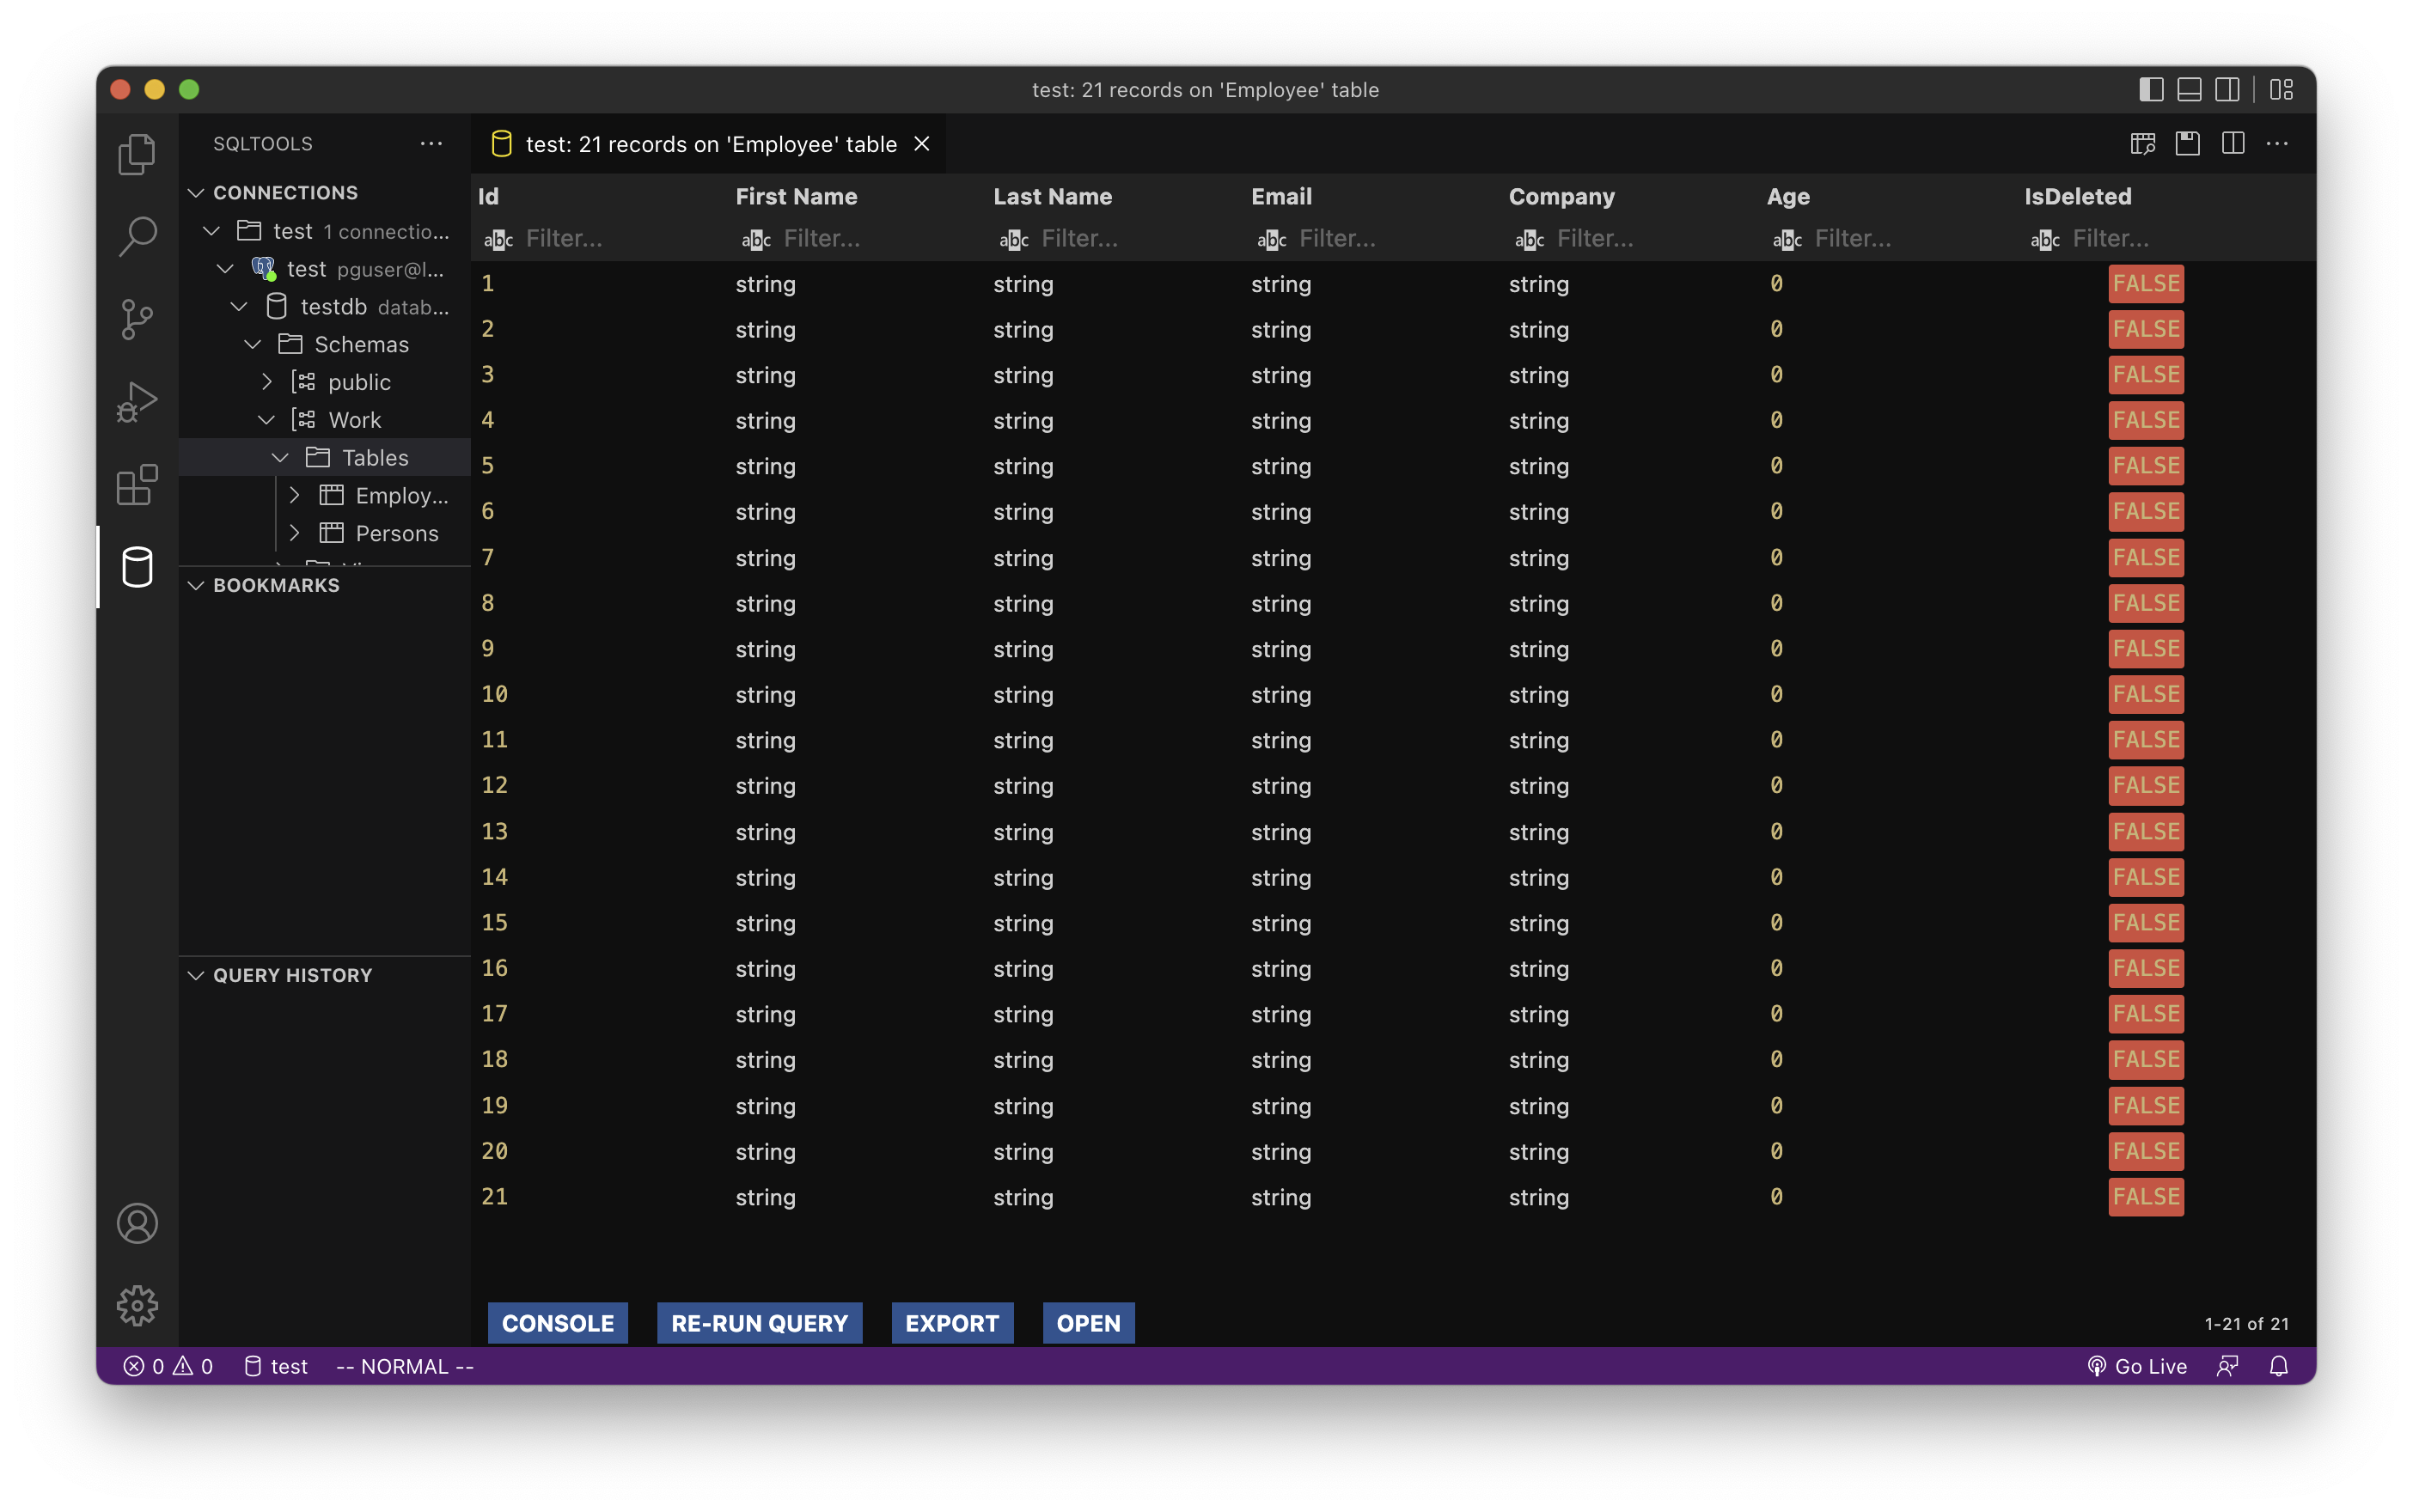 test: 21 records on 'Employee' table
SQLTOOLS
test: 21 records on 'Employee' table
CONNECTIONS
test 1 connectio...
test pguser@l...
testdb datab...
Schemas
public
Work
Tables
Employ...
Persons
BOOKMARKS
QUERY HISTORY
Id First Name Last Name Email Company Age IsDeleted
abc Filter... abc Filter... abc Filter... abc Filter... abc Filter... abc Filter... abc Filter...
1 string string string string 0 FALSE
2 string string string string 0 FALSE
3 string string string string 0 FALSE
4 string string string string 0 FALSE
5 string string string string 0 FALSE
6 string string string string 0 FALSE
7 string string string string 0 FALSE
8 string string string string 0 FALSE
9 string string string string 0 FALSE
10 string string string string 0 FALSE
11 string string string string 0 FALSE
12 string string string string 0 FALSE
13 string string string string 0 FALSE
14 string string string string 0 FALSE
15 string string string string 0 FALSE
16 string string string string 0 FALSE
17 string string string string 0 FALSE
18 string string string string 0 FALSE
19 string string string string 0 FALSE
20 string string string string 0 FALSE
21 string string string string 0 FALSE
CONSOLE RE-RUN QUERY EXPORT OPEN 1-21 of 21
0 0 test -- NORMAL -- Go Live